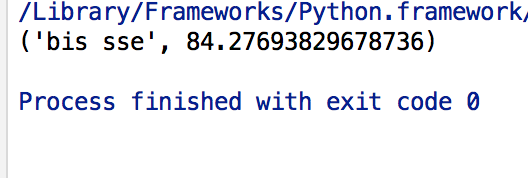 /Library/Frameworks/Python.framework/
('bis sse', 84.27693829678736)
Process finished with exit code 0